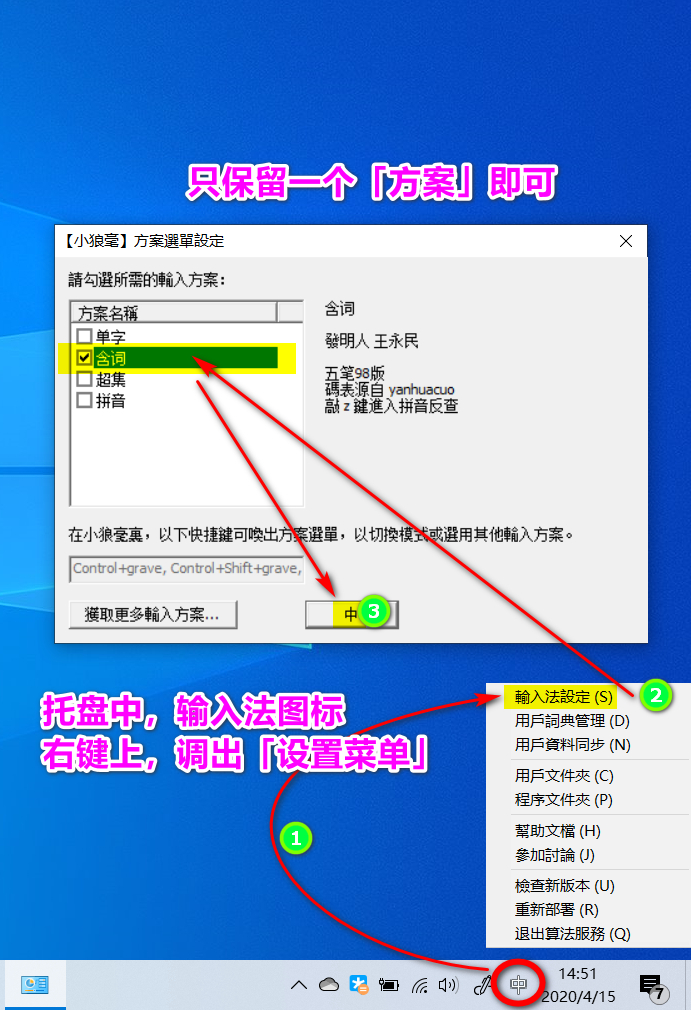 只保留一个「方案」即可
【小狼毫】方案選單設定
請勾選所需的輸入方案:
方案名稱
单字
含词
超集
拼音
含词
發明人 王永民
五笔98版
碼表源自 yanhuacuo
敲 z 鍵進入拼音反查
在小狼毫裏，以下快捷鍵可喚出方案選單，以切換模式或選用其他輸入方案。
Control+grave, Control+Shift+grave,
獲取更多輸入方案...
中
3
托盘中，输入法图标
右键上，调出「设置菜单」
1
2
輸入法設定 (S)
用戶詞典管理 (D)
用戶資料同步 (N)
用戶文件夾 (C)
程序文件夾 (P)
幫助文檔 (H)
參加討論 (J)
檢查新版本 (U)
重新部署 (R)
退出算法服務 (Q)
中
14:51
2020/4/15
7